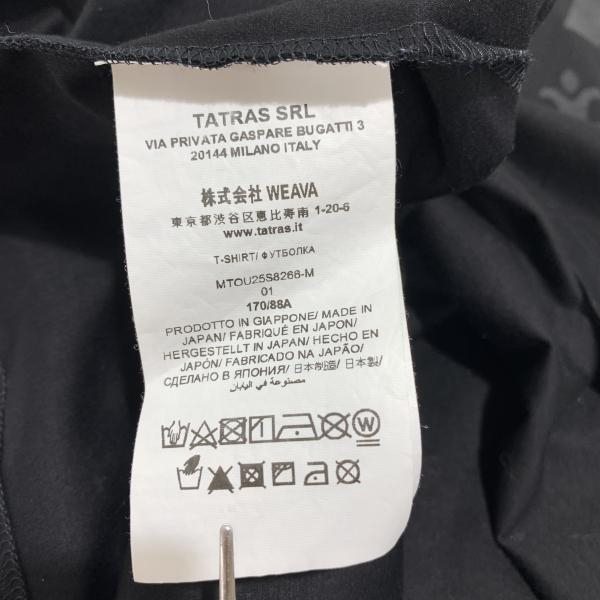 TATRAS SRL
VIA PRIVATA GASPARE BUGATTI 3
20144 MILANO ITALY
株式会社 WEAVA
東京都渋谷区恵比寿南 1-20-6
www.tatras.it
T-SHIRT/ ФУТБОЛКА
MTOU25S8266-M
01
170/88A
PRODOTTO IN GIAPPONE/ MADE IN
JAPAN/ FABRIQUÉ EN JAPON/
HERGESTELLT IN JAPAN/ HECHO EN
JAPÓN/ FABRICADO NA JAPÃO/
СДЕЛАНО В ЯПОНИЯ/ 日本制造/ 日本製/
مصنوعة في اليابان
W